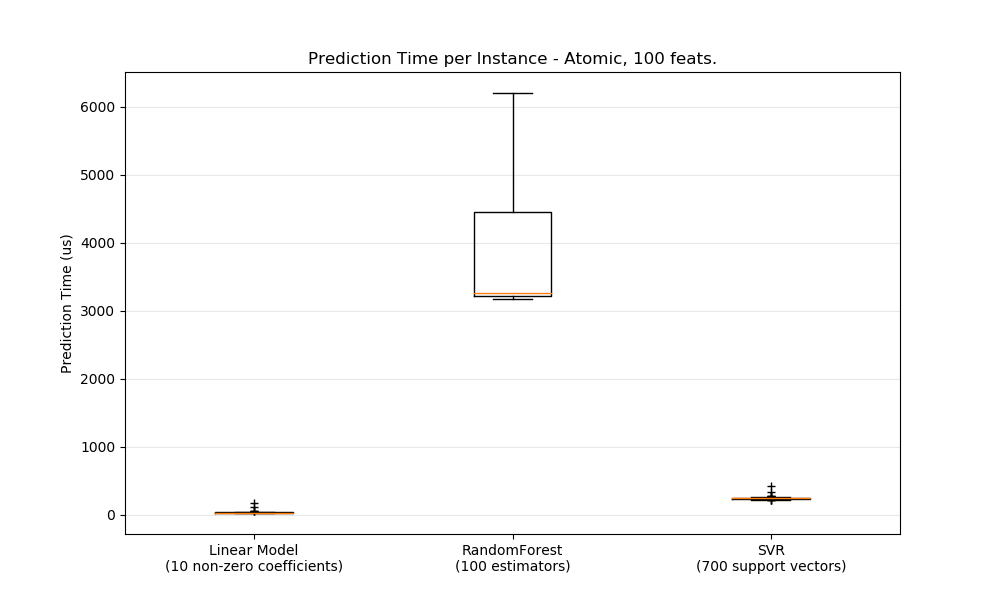 Prediction Time per Instance - Atomic, 100 feats.
Prediction Time (us)
6000
5000
4000
3000
2000
1000
0
Linear Model
(10 non-zero coefficients)
RandomForest
(100 estimators)
SVR
(700 support vectors)